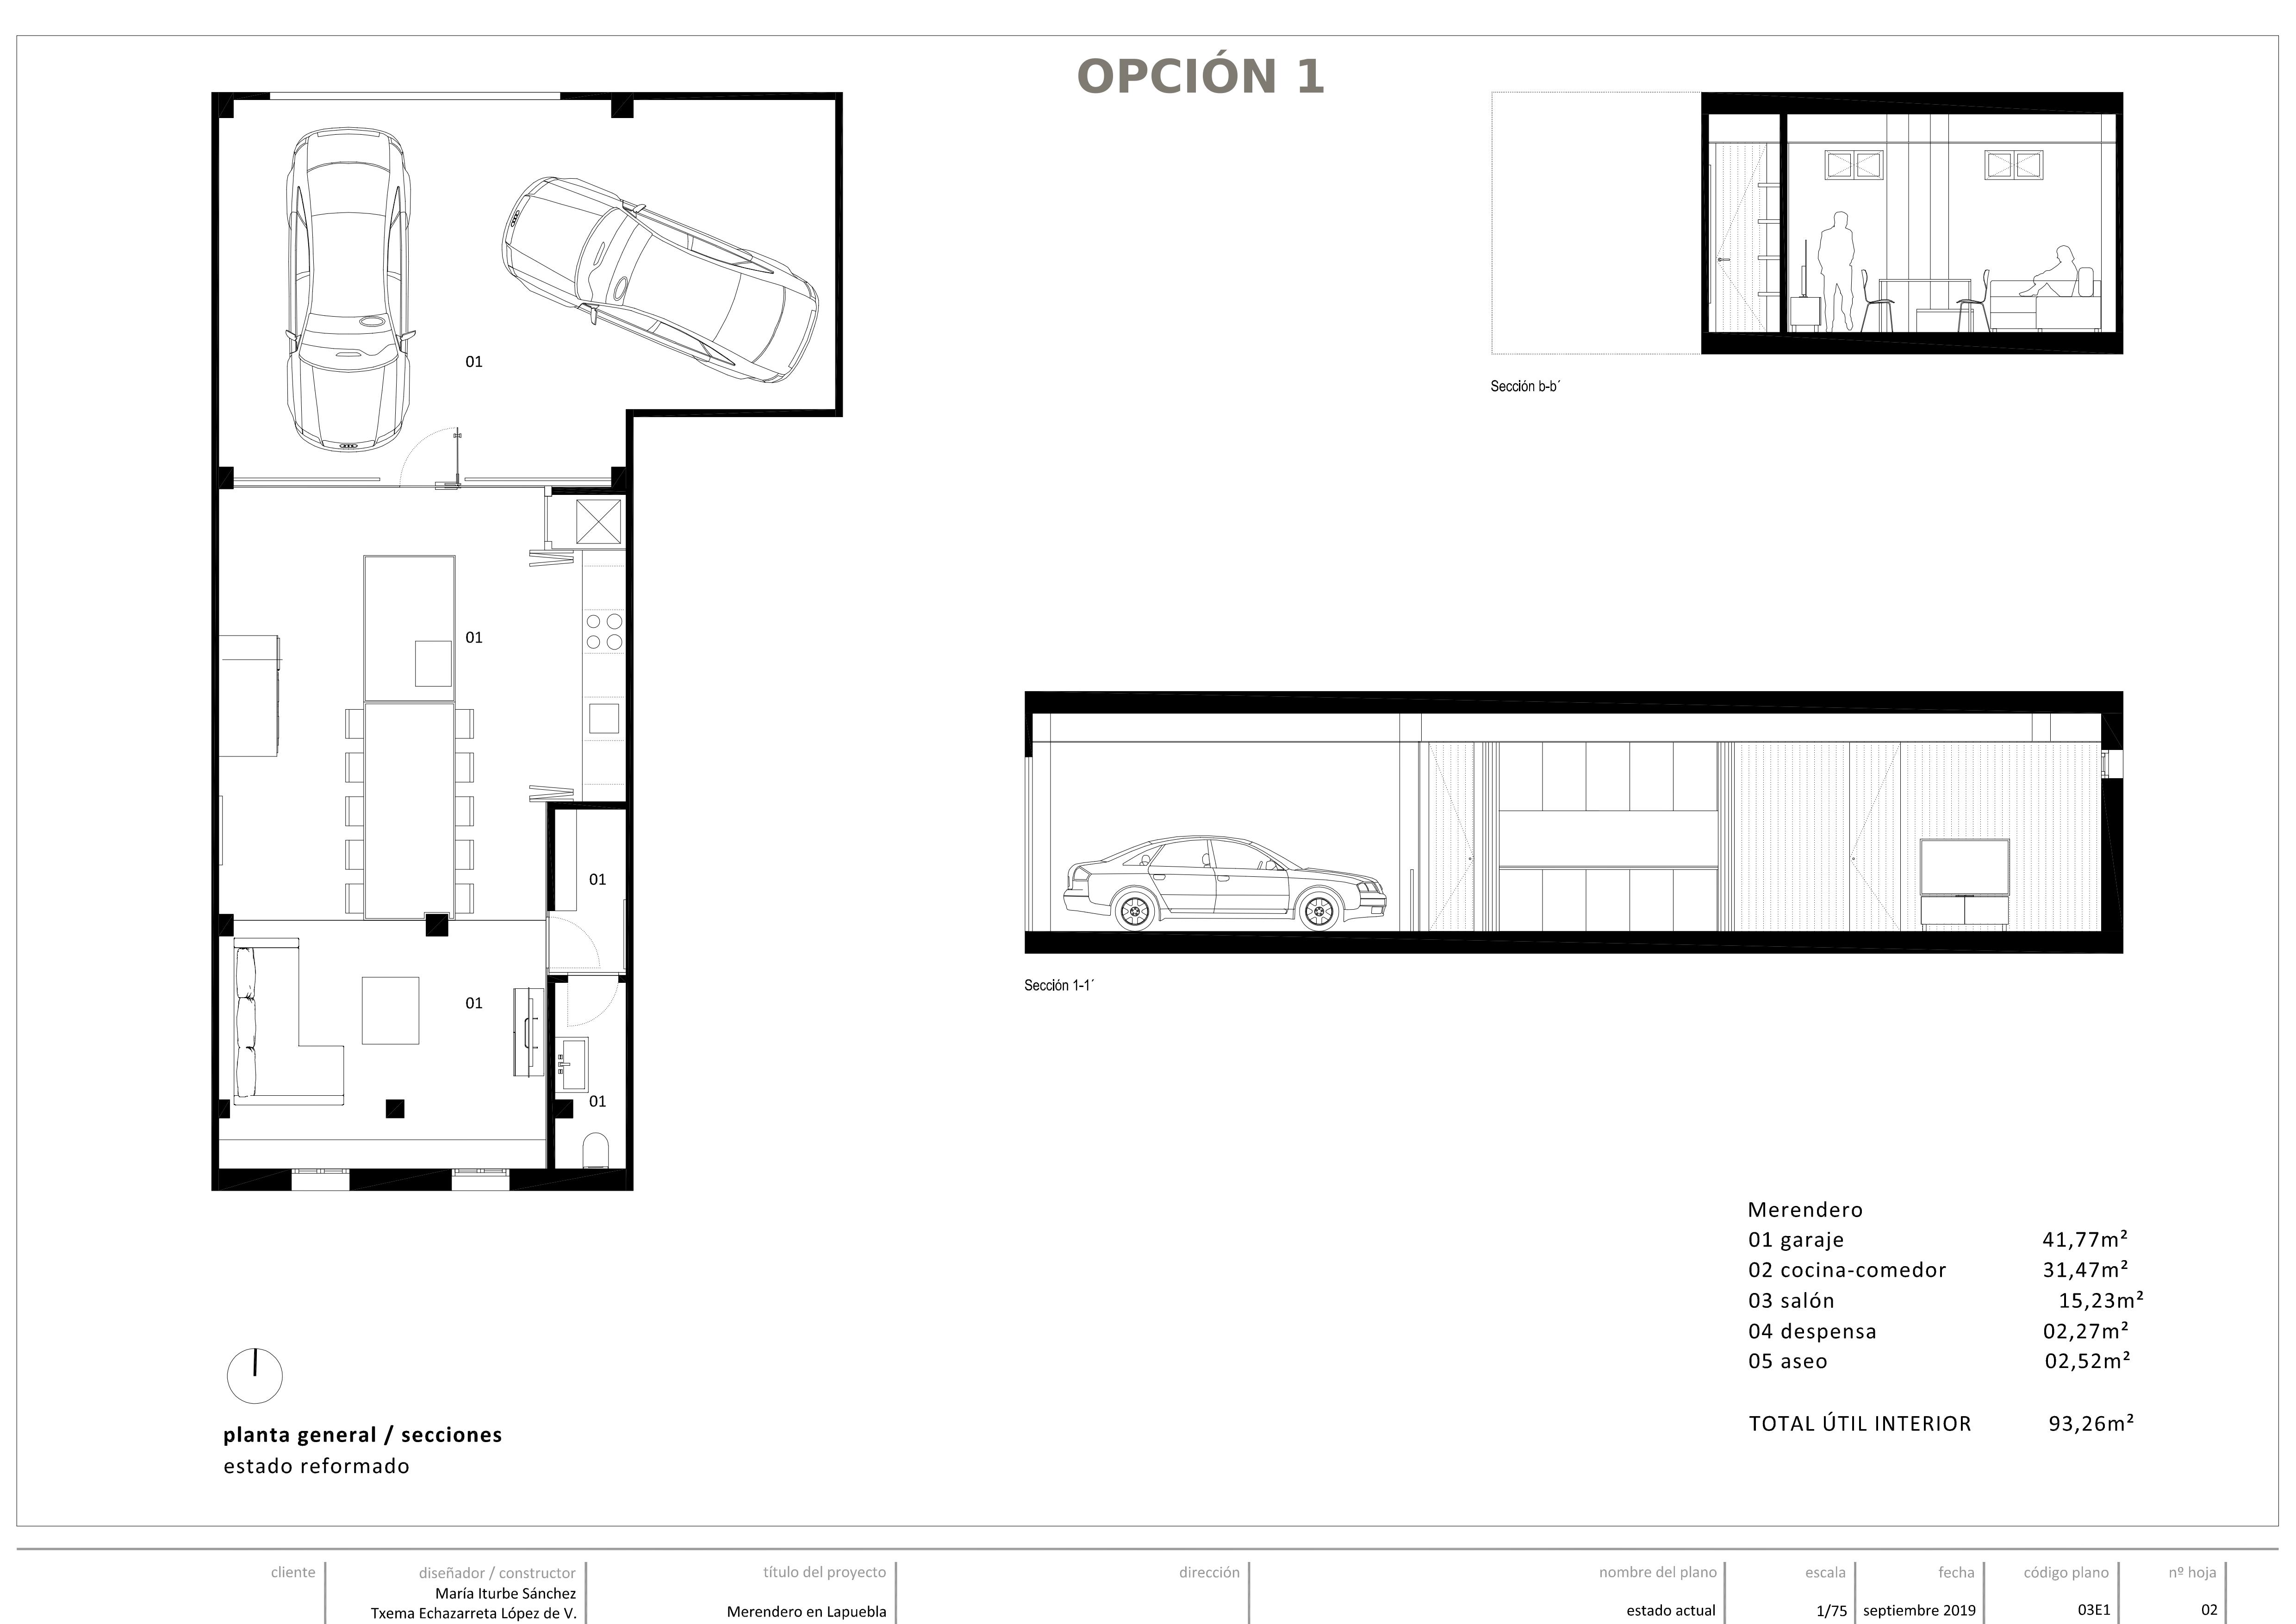 OPCIÓN 1
01
01
01
01
01
Sección b-b´
Sección 1-1´
Merendero
01 garaje 41,77m²
02 cocina-comedor 31,47m²
03 salón 15,23m²
04 despensa 02,27m²
05 aseo 02,52m²
TOTAL ÚTIL INTERIOR 93,26m²
planta general / secciones
estado reformado
cliente
diseñador / constructor
María Iturbe Sánchez
Txema Echazarreta López de V.
título del proyecto
Merendero en Lapuebla
dirección
nombre del plano
estado actual
escala
1/75
fecha
septiembre 2019
código plano
03E1
nº hoja
02